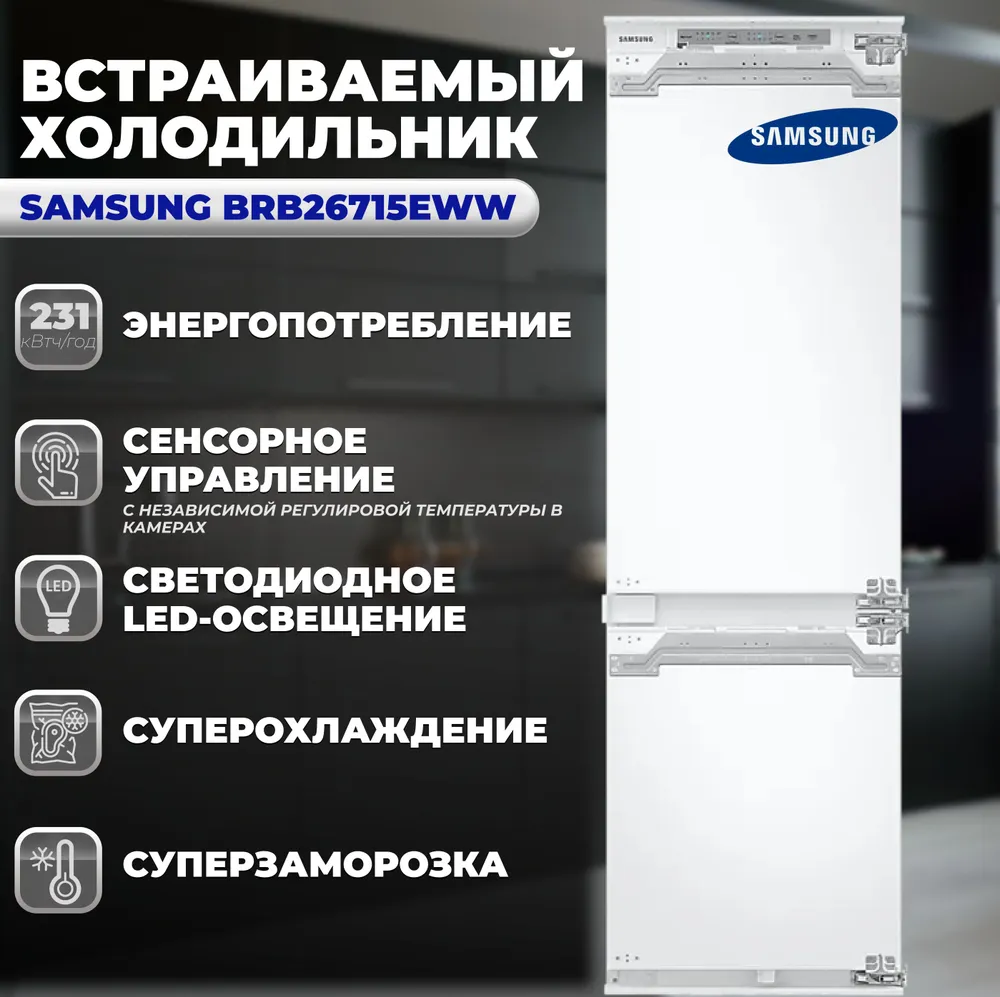 ВСТРАИВАЕМЫЙ
ХОЛОДИЛЬНИК
SAMSUNG BRB26715EWW
231
кВтч/год
ЭНЕРГОПОТРЕБЛЕНИЕ
СЕНСОРНОЕ
УПРАВЛЕНИЕ
С НЕЗАВИСИМОЙ РЕГУЛИРОВОЙ ТЕМПЕРАТУРЫ В
КАМЕРАХ
LED
СВЕТОДИОДНОЕ
LED-ОСВЕЩЕНИЕ
СУПЕРОХЛАЖДЕНИЕ
СУПЕРЗАМОРОЗКА
SAMSUNG
SAMSUNG